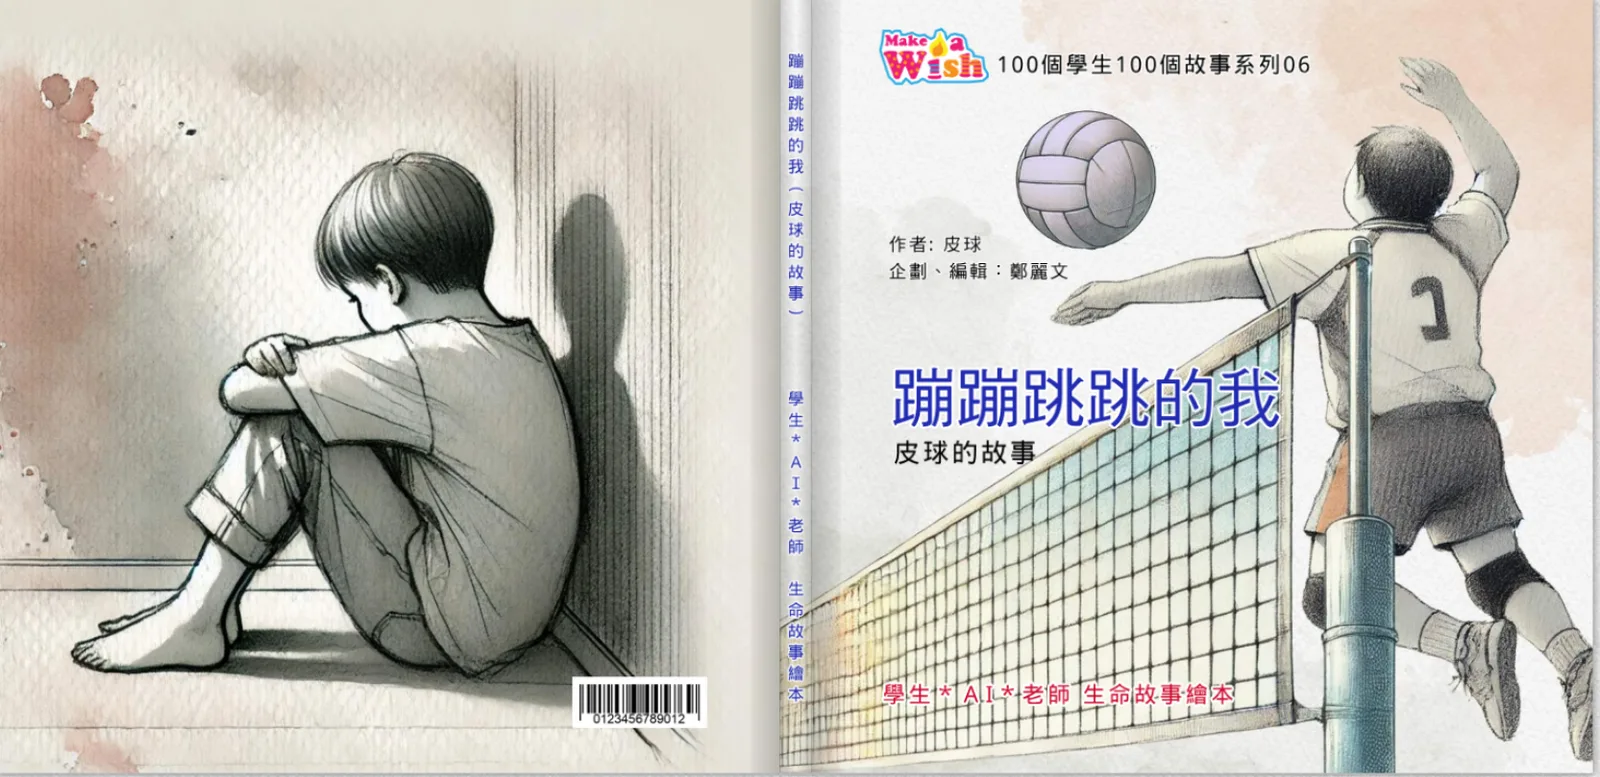 Make a
Wish
100個學生100個故事系列06
作者: 皮球
企劃、編輯：鄭麗文
蹦蹦跳跳的我
皮球的故事
學生* AI*老師 生命故事繪本
蹦蹦跳跳的我（皮球的故事） 學生*AI*老師 生命故事繪本
0123456789012